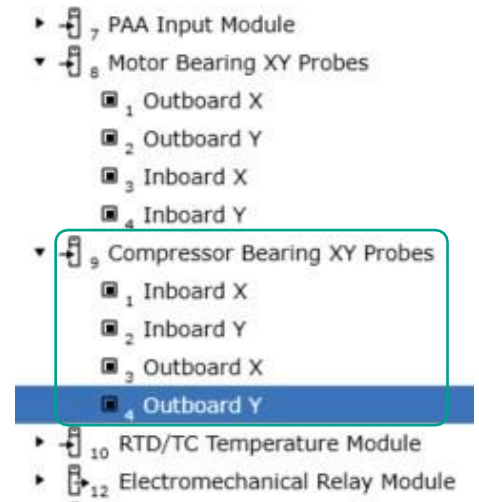 7 PAA Input Module
8 Motor Bearing XY Probes
1 Outboard X
2 Outboard Y
3 Inboard X
4 Inboard Y
9 Compressor Bearing XY Probes
1 Inboard X
2 Inboard Y
3 Outboard X
4 Outboard Y
10 RTD/TC Temperature Module
12 Electromechanical Relay Module